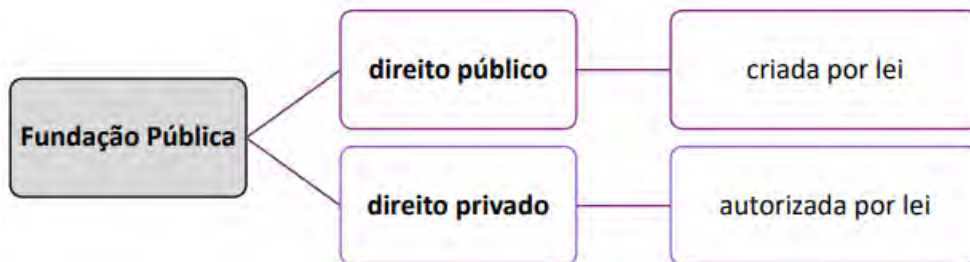 direito público
criada por lei
Fundação Pública
direito privado
autorizada por lei